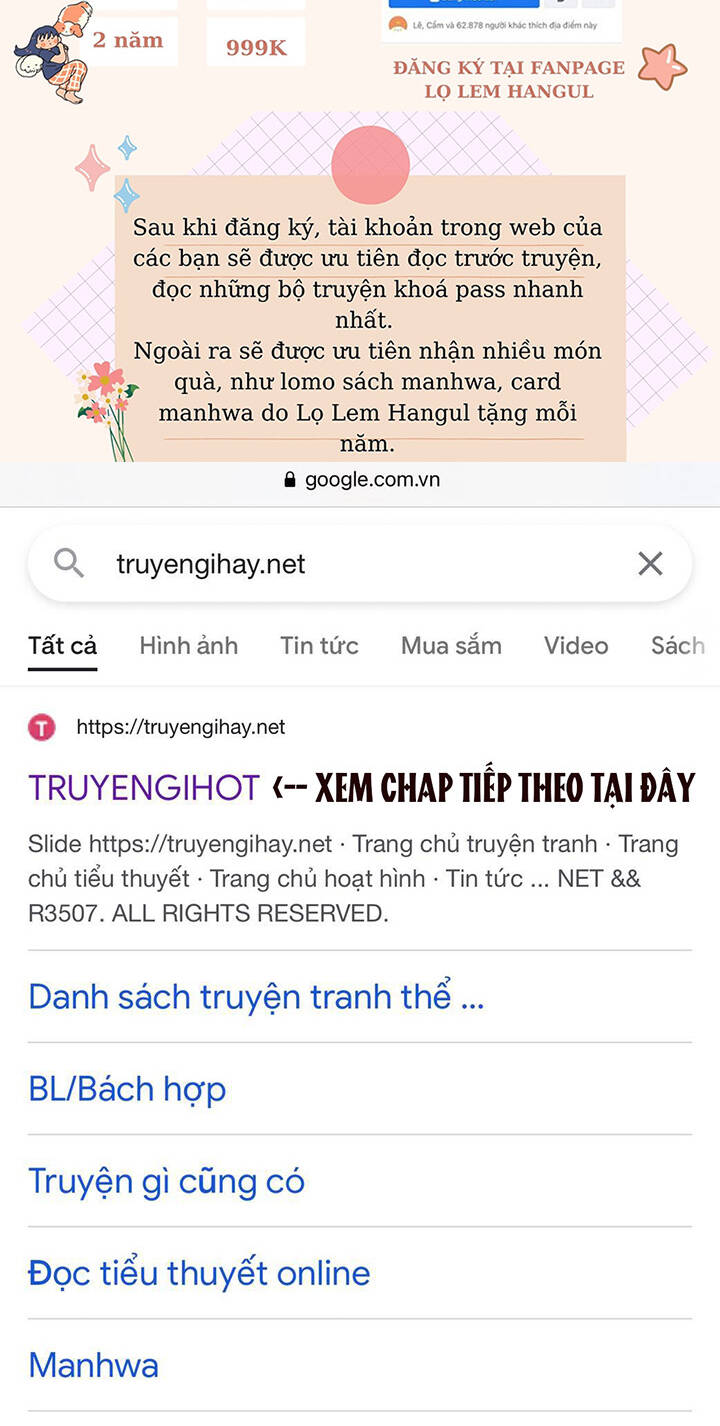 2 năm
999K
Lê, Cẩm và 62.878 người khác thích địa điểm này
ĐĂNG KÝ TẠI FANPAGE
LỌ LEM HANGUL
Sau khi đăng ký, tài khoản trong web của
các bạn sẽ được ưu tiên đọc trước truyện,
đọc những bộ truyện khoá pass nhanh
nhất.
Ngoài ra sẽ được ưu tiên nhận nhiều món
quà, như lomo sách manhwa, card
manhwa do Lọ Lem Hangul tặng mỗi
năm.
google.com.vn
truyengihay.net
Tất cả Hình ảnh Tin tức Mua sắm Video Sách
T https://truyengihay.net
TRUYENGIHOT <-- XEM CHAP TIẾP THEO TẠI ĐÂY
Slide https://truyengihay.net · Trang chủ truyện tranh · Trang
chủ tiểu thuyết · Trang chủ hoạt hình · Tin tức ... NET &&
R3507. ALL RIGHTS RESERVED.
Danh sách truyện tranh thể ...
BL/Bách hợp
Truyện gì cũng có
Đọc tiểu thuyết online
Manhwa